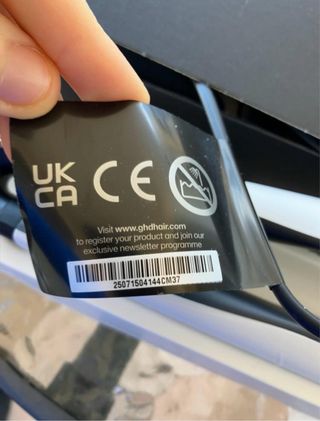 UK
CA CE
Visit www.ghdhair.com
to register your product and join our
exclusive newsletter programme
25071504144CM37